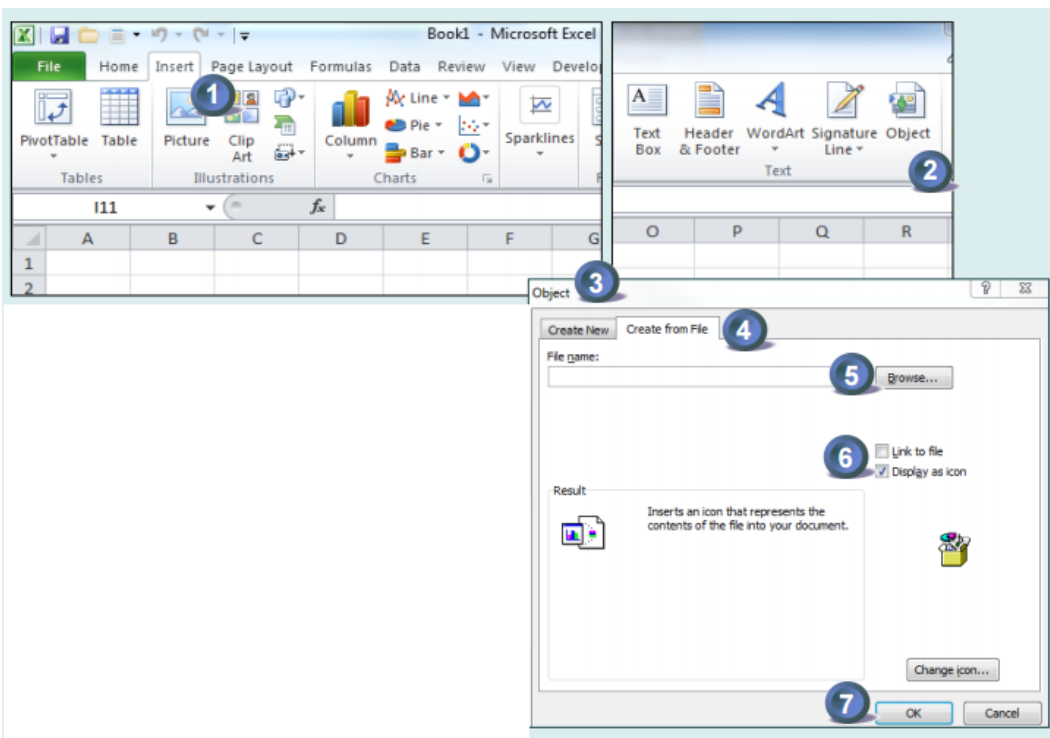 Book1 - Microsoft Excel
File Home Insert Page Layout Formulas Data Review View Develo
1
PivotTable Table Picture Clip Art Column Line Pie Bar Sparklines S
Tables Illustrations Charts F
I11 fx
A B C D E F G
1
2
Text Box Header & Footer WordArt Signature Line Object
Text
2
O P Q R
Object 3
Create New Create from File 4
File name:
5 Browse...
6 Link to file
Display as icon
Result
Inserts an icon that represents the
contents of the file into your document.
Change icon...
7 OK Cancel